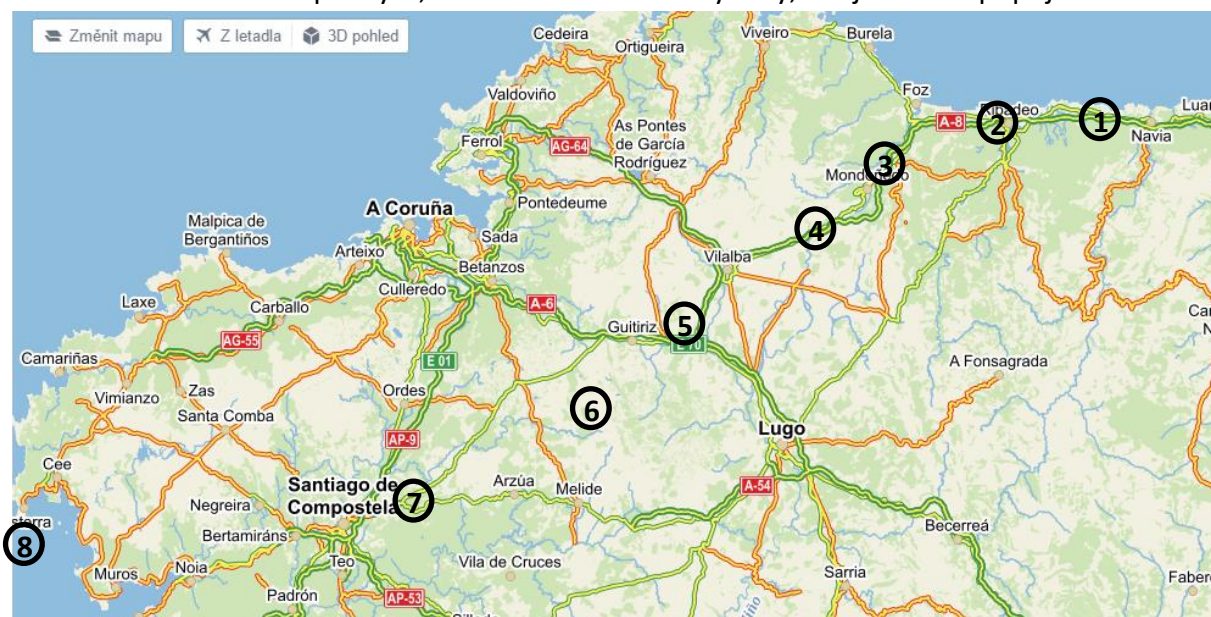 Změnit mapu
Z letadla
3D pohled
Cedeira
Ortigueira
Viveiro
Burela
Valdoviño
Foz
Ribadeo
A-8
2
1
Navia
Ferrol
AG-64
As Pontes
de García
Rodríguez
3
Mondoñedo
Pontedeume
A Coruña
Malpica de
Bergantiños
Sada
4
Arteixo
Betanzos
Vilalba
Culleredo
Laxe
Carballo
A-6
AG-55
Guitiriz
5
E 70
Camariñas
E 01
A Fonsagrada
Vimianzo
Zas
Ordes
6
Santa Comba
Lugo
AP-9
Cee
Santiago de
Compostela
7
Arzúa
Melide
A-54
Negreira
8
Bertamiráns
Becerreá
Muros
Noia
Teo
Vila de Cruces
Sarria
Padrón
AP-53